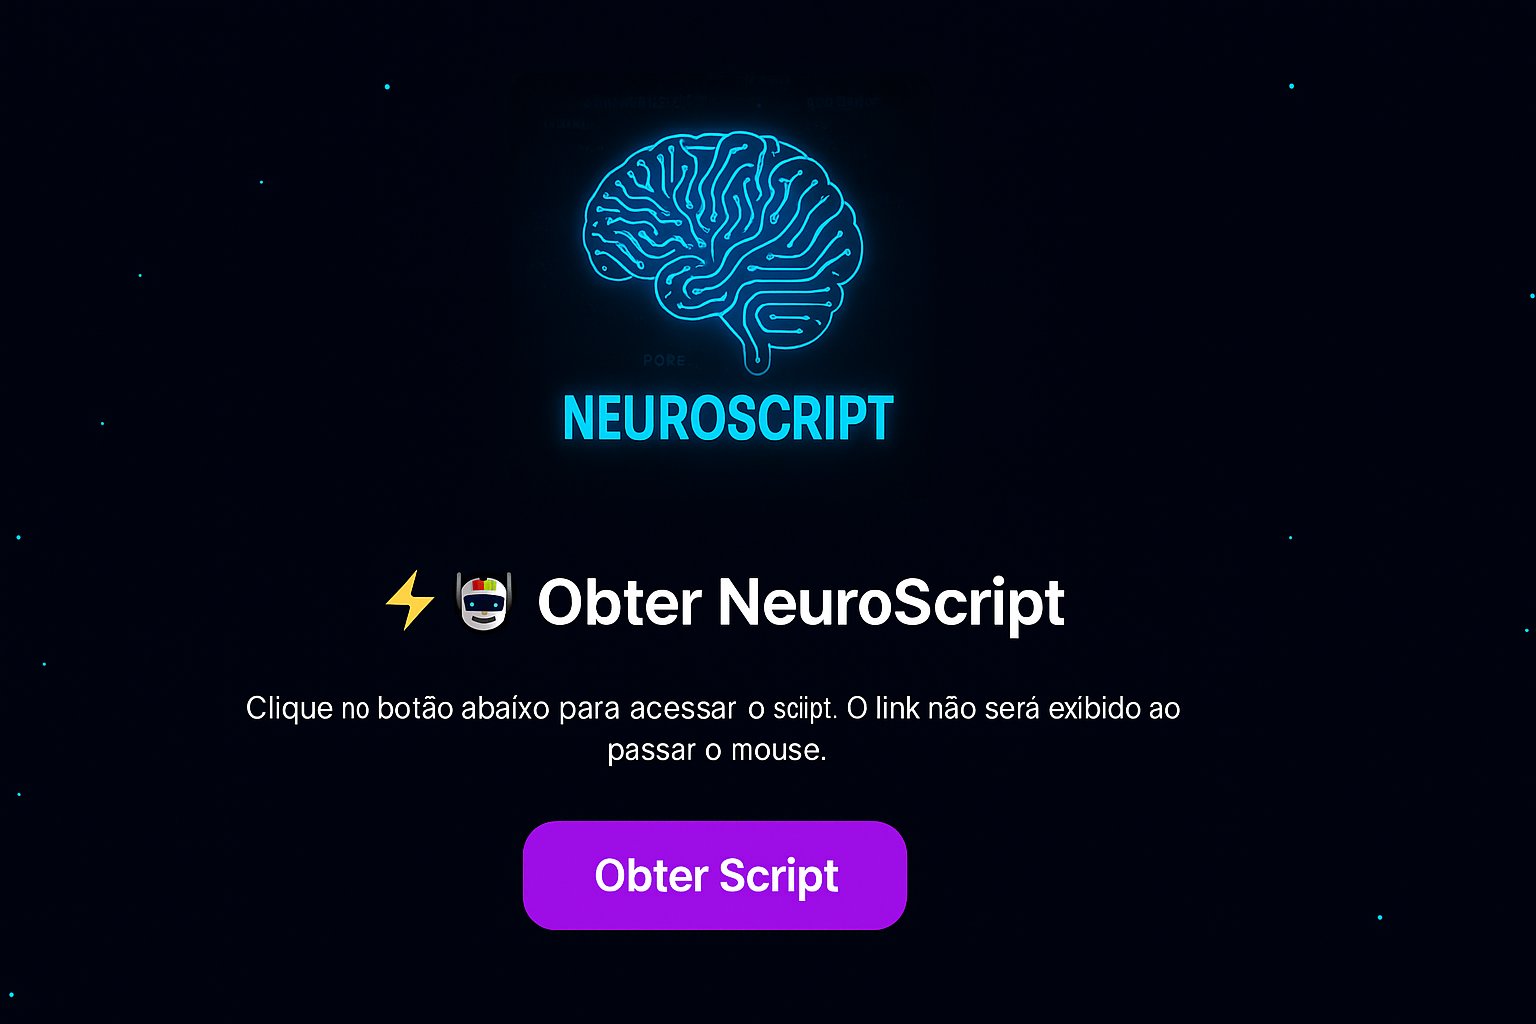 PORE..
NEUROSCRIPT
Obter NeuroScript
Clique no botão abaíxo para acessar o sciipt. O link não será exíbido ao
passar o mouse.
Obter Script